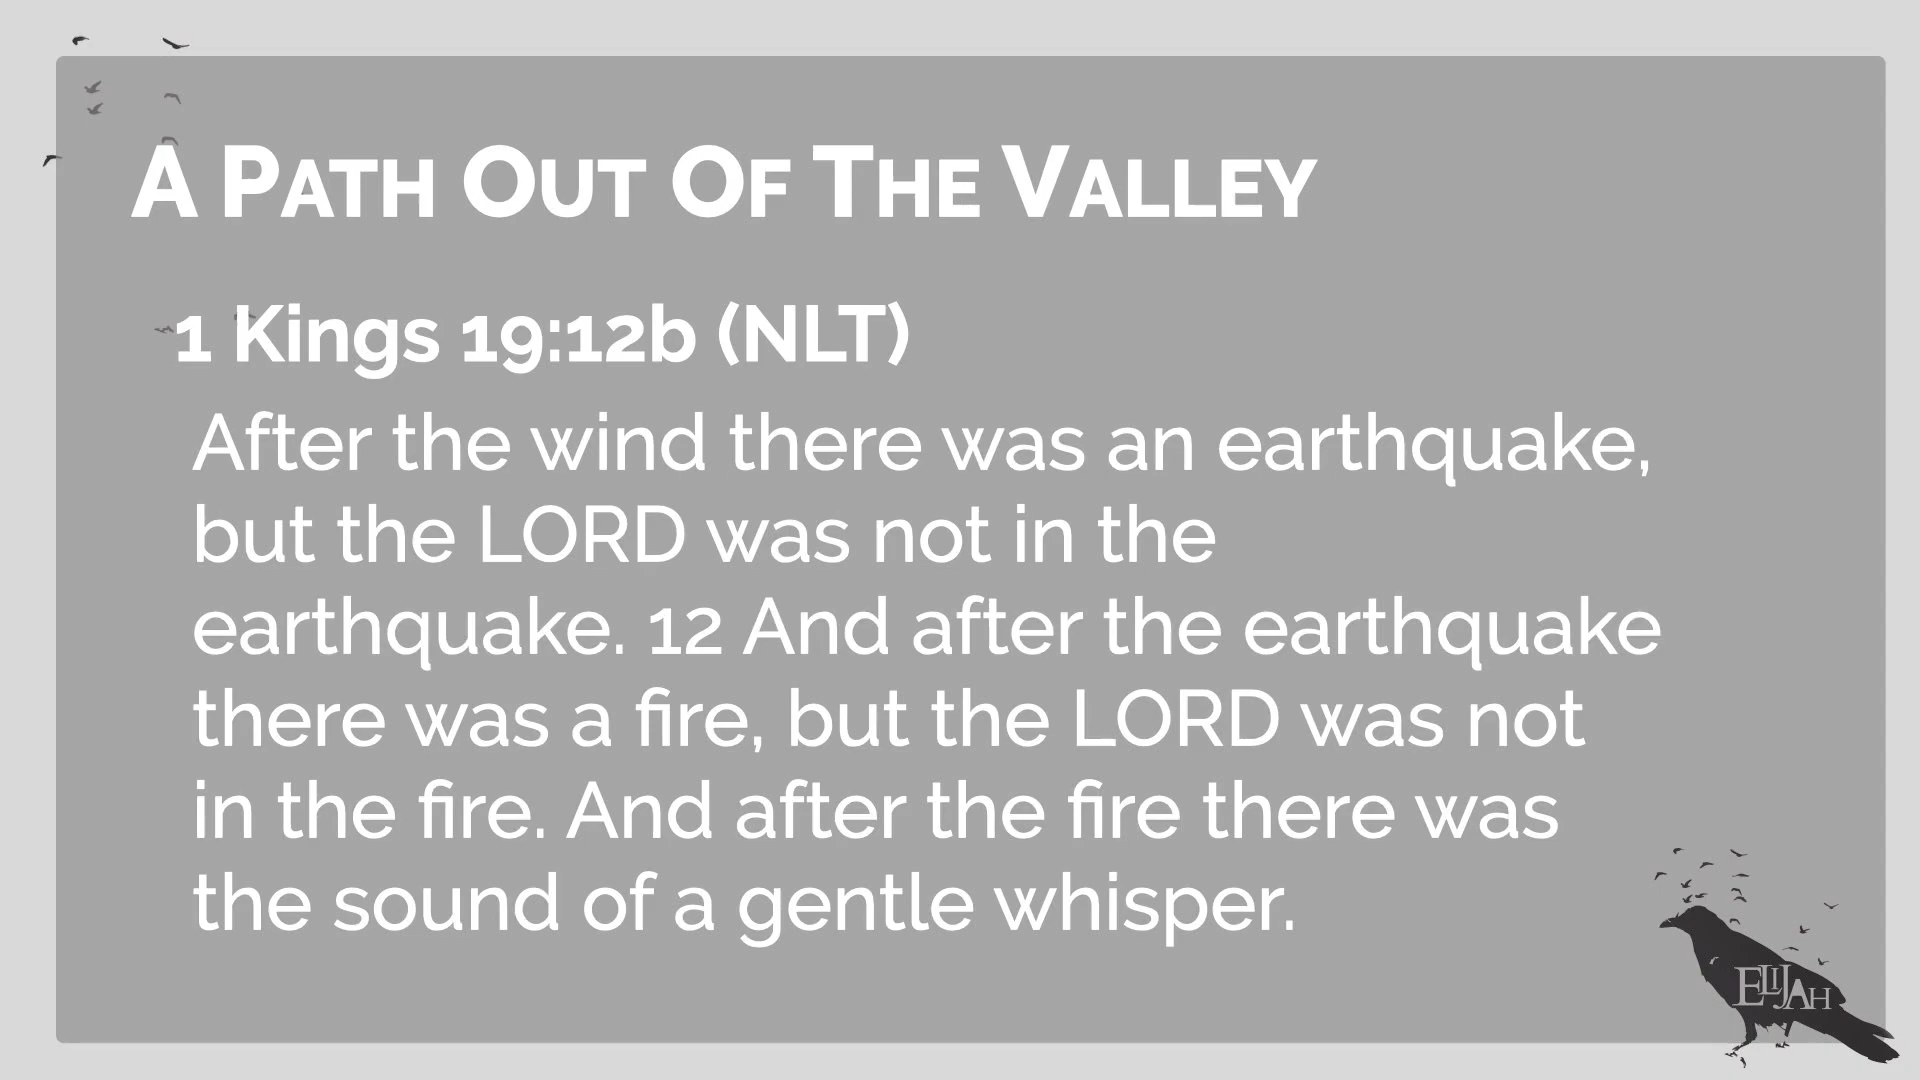 A PATH OUT OF THE VALLEY
1 Kings 19:12b (NLT)
After the wind there was an earthquake,
but the LORD was not in the
earthquake. 12 And after the earthquake
there was a fire, but the LORD was not
in the fire. And after the fire there was
the sound of a gentle whisper.
ELIJAH